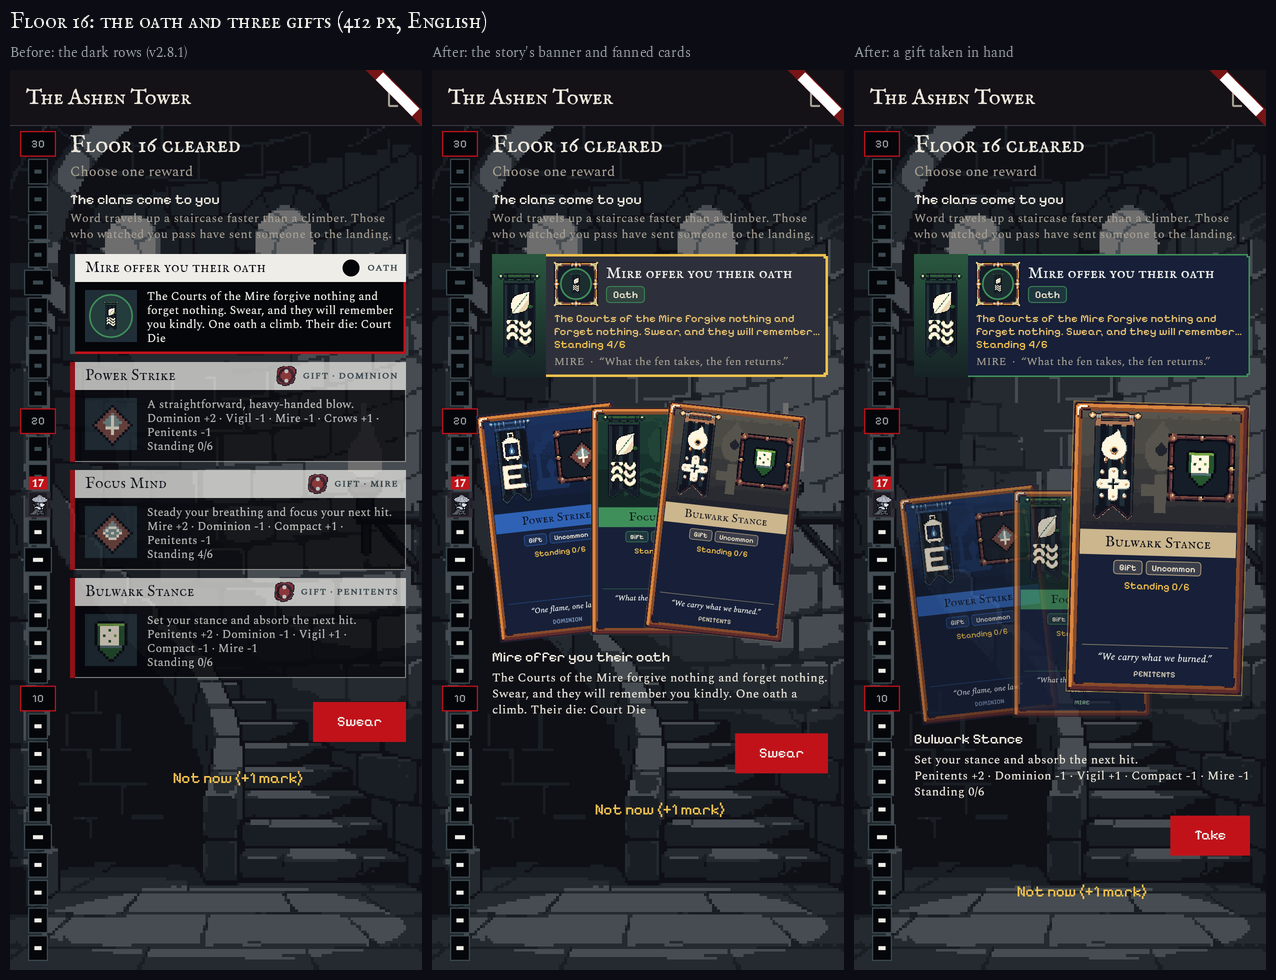 Floor 16: the oath and three gifts (412 px, English)
Before: the dark rows (v2.8.1)
The Ashen Tower
30
Floor 16 cleared
Choose one reward
The clans come to you
Word travels up a staircase faster than a climber. Those
who watched you pass have sent someone to the landing.
Mire offer you their oath
OATH
The Courts of the Mire forgive nothing and
forget nothing. Swear, and they will remember
you kindly. One oath a climb. Their die: Court
Die
Power Strike
GIFT · DOMINION
A straightforward, heavy-handed blow.
Dominion +2 · Vigil -1 · Mire -1 · Crows +1 ·
Penitents -1
Standing 0/6
20
17
Focus Mind
GIFT · MIRE
Steady your breathing and focus your next hit.
Mire +2 · Dominion -1 · Compact +1 ·
Penitents -1
Standing 4/6
Bulwark Stance
GIFT · PENITENTS
Set your stance and absorb the next hit.
Penitents +2 · Dominion -1 · Vigil +1 ·
Compact -1 · Mire -1
Standing 0/6
10
Swear
Not now (+1 mark)
After: the story's banner and fanned cards
The Ashen Tower
30
Floor 16 cleared
Choose one reward
The clans come to you
Word travels up a staircase faster than a climber. Those
who watched you pass have sent someone to the landing.
Mire offer you their oath
Oath
The Courts of the Mire forgive nothing and
forget nothing. Swear, and they will remember...
Standing 4/6
MIRE · “What the fen takes, the fen returns.”
20
17
E
Power Strike
Gift
Uncommon
Standing 0/6
“One flame, one la
DOMINION
Focu
Gift
Stan
“What the
Bulwark Stance
Gift
Uncommon
Standing 0/6
“We carry what we burned.”
PENITENTS
Mire offer you their oath
The Courts of the Mire forgive nothing and forget nothing.
Swear, and they will remember you kindly. One oath a
climb. Their die: Court Die
10
Swear
Not now (+1 mark)
After: a gift taken in hand
The Ashen Tower
30
Floor 16 cleared
Choose one reward
The clans come to you
Word travels up a staircase faster than a climber. Those
who watched you pass have sent someone to the landing.
Mire offer you their oath
Oath
The Courts of the Mire forgive nothing and
forget nothing. Swear, and they will remember...
Standing 4/6
MIRE · “What the fen takes, the fen returns.”
20
17
E
Power Strike
Gift
Uncommon
Standing 0/6
“One flame, one la
DOMINION
Focu
Gift
Stan
“What th
MIRE
Bulwark Stance
Gift
Uncommon
Standing 0/6
“We carry what we burned.”
PENITENTS
10
Bulwark Stance
Set your stance and absorb the next hit.
Penitents +2 · Dominion -1 · Vigil +1 · Compact -1 · Mire -1
Standing 0/6
Take
Not now (+1 mark)